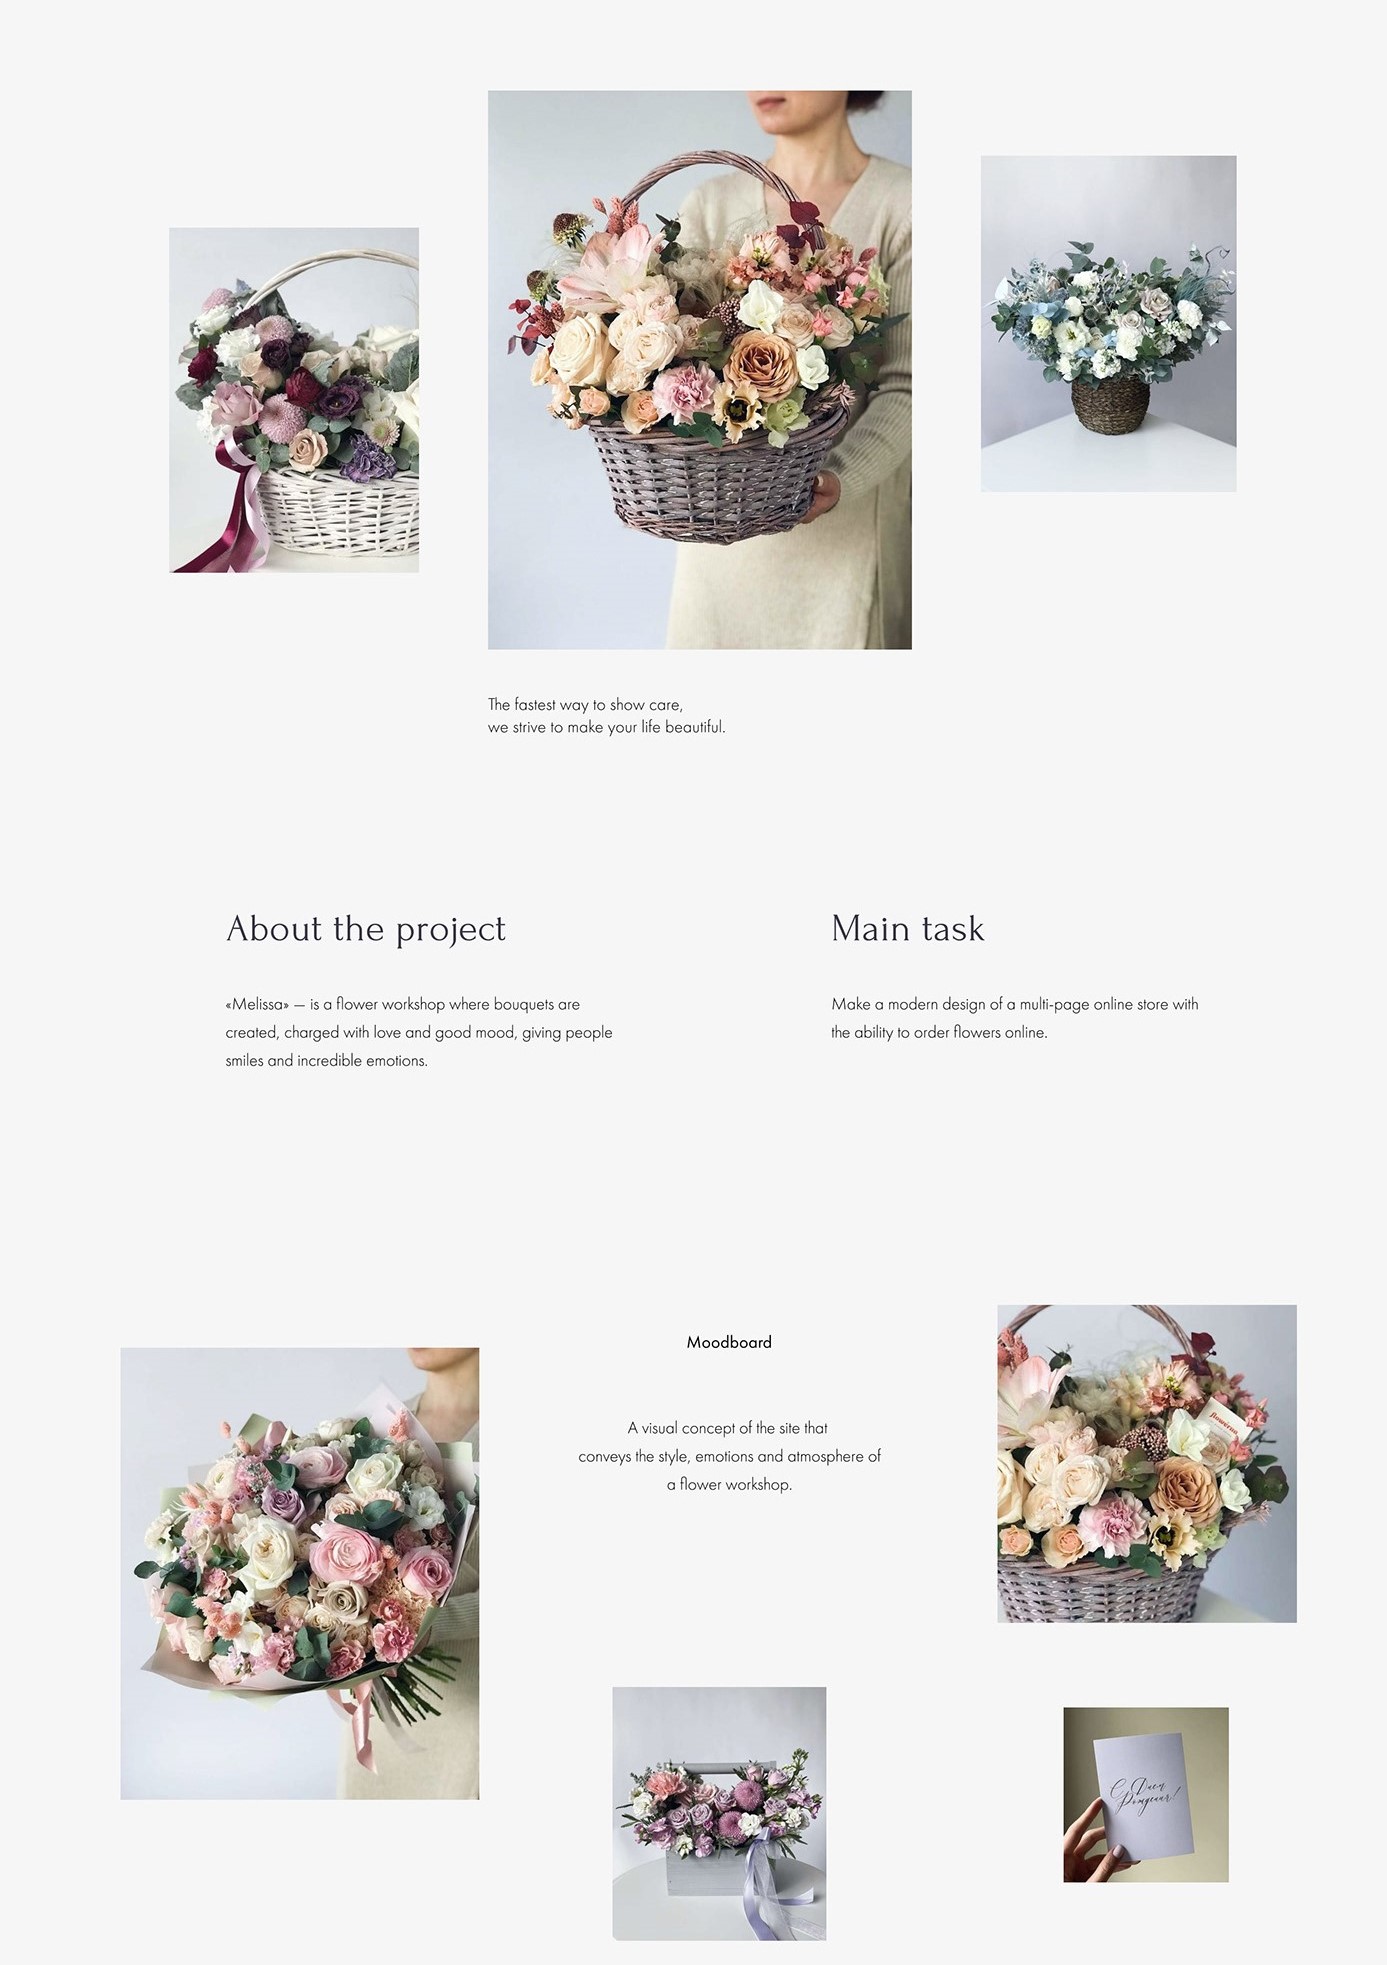 The fastest way to show care,
we strive to make your life beautiful.
About the project
«Melissa» — is a flower workshop where bouquets are
created, charged with love and good mood, giving people
smiles and incredible emotions.
Main task
Make a modern design of a multi-page online store with
the ability to order flowers online.
Moodboard
A visual concept of the site that
conveys the style, emotions and atmosphere of
a flower workshop.
flowerna
С Днем
Рождения!